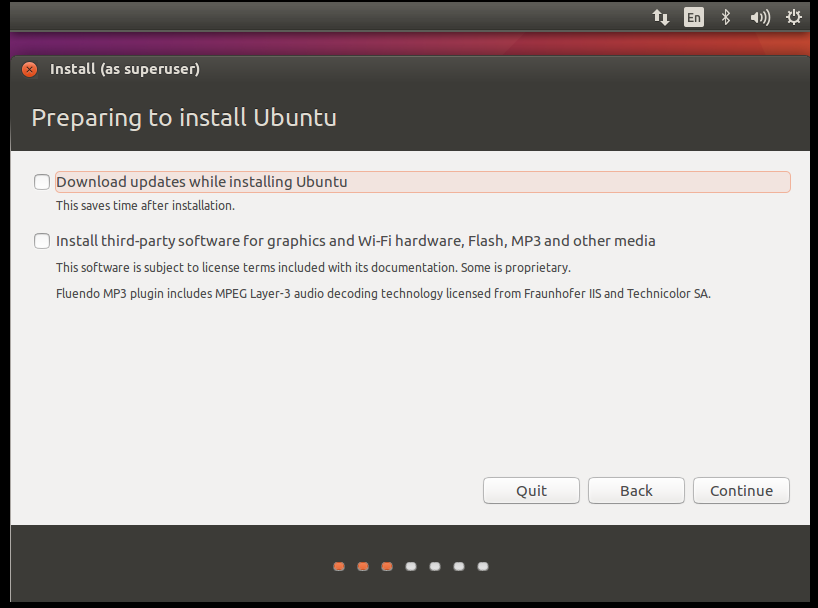 En
Install (as superuser)
Preparing to install Ubuntu
Download updates while installing Ubuntu
This saves time after installation.
Install third-party software for graphics and Wi-Fi hardware, Flash, MP3 and other media
This software is subject to license terms included with its documentation. Some is proprietary.
Fluendo MP3 plugin includes MPEG Layer-3 audio decoding technology licensed from Fraunhofer IIS and Technicolor SA.
Quit Back Continue